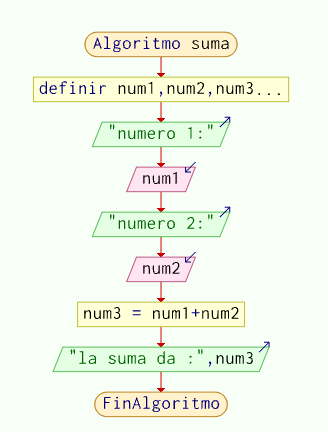 Algoritmo suma
definir num1,num2,num3...
"numero 1:"
num1
"numero 2:"
num2
num3 = num1+num2
"la suma da :",num3
FinAlgoritmo